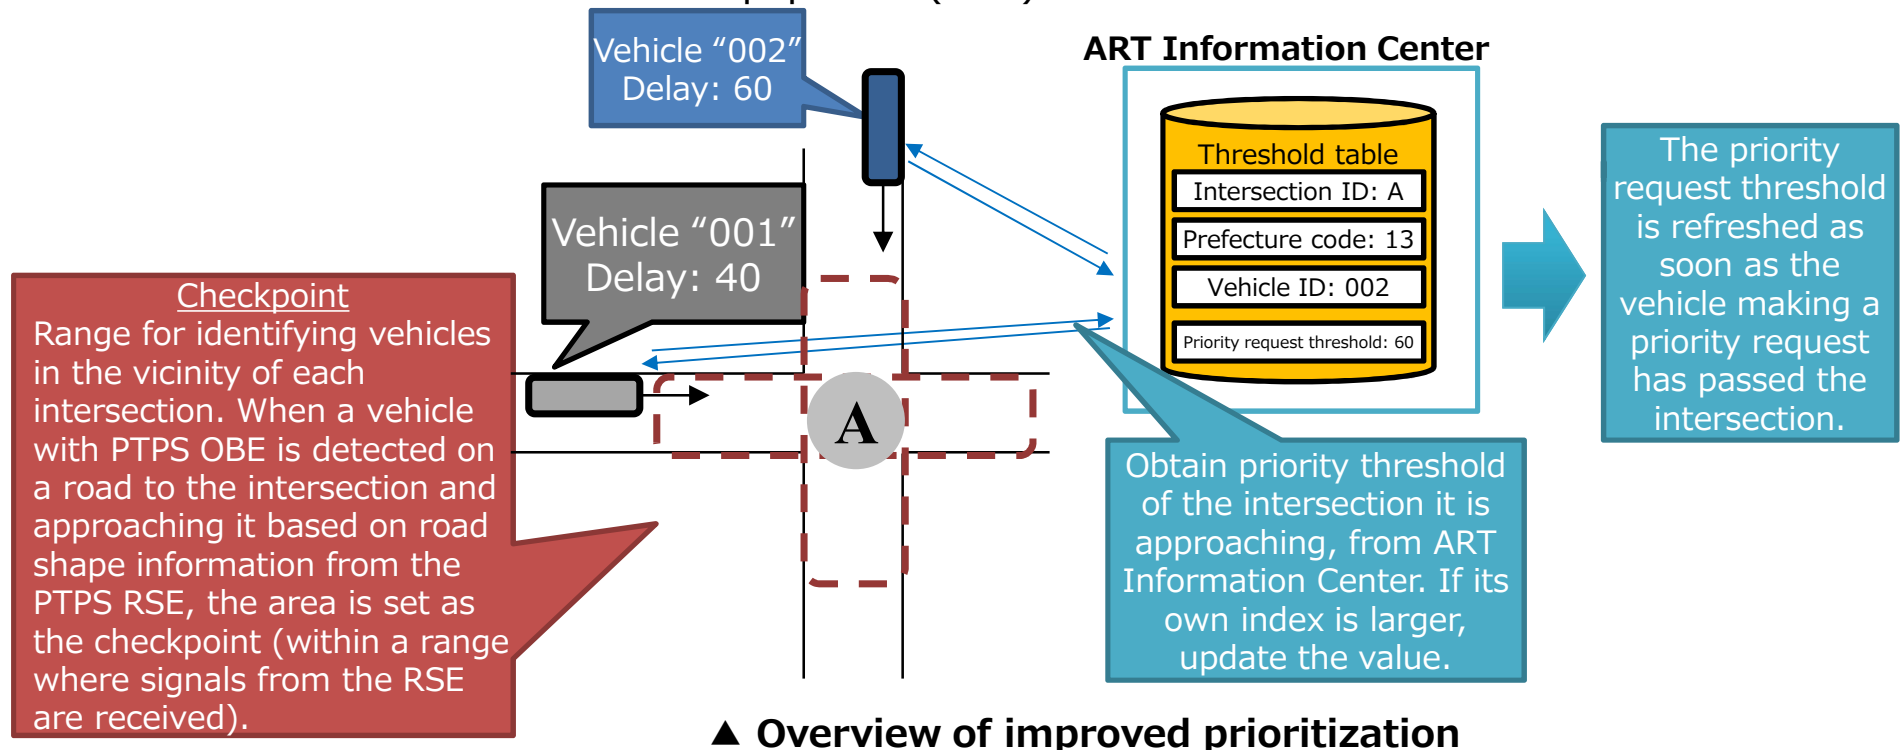 Vehicle “002”
Delay: 60
ART Information Center
Threshold table
Intersection ID: A
Prefecture code: 13
Vehicle ID: 002
Priority request threshold: 60
The priority
request threshold
is refreshed as
soon as the
vehicle making a
priority request
has passed the
intersection.
Vehicle “001”
Delay: 40
Checkpoint
Range for identifying vehicles
in the vicinity of each
intersection. When a vehicle
with PTPS OBE is detected on
a road to the intersection and
approaching it based on road
shape information from the
PTPS RSE, the area is set as
the checkpoint (within a range
where signals from the RSE
are received).
A
Obtain priority threshold
of the intersection it is
approaching, from ART
Information Center. If its
own index is larger,
update the value.
▲ Overview of improved prioritization